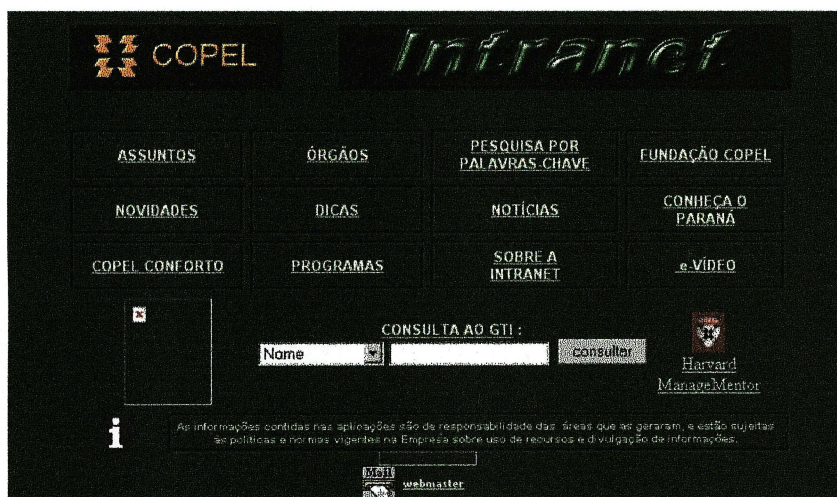 COPEL Intranet
ASSUNTOS ÓRGÃOS PESQUISA POR PALAVRAS-CHAVE FUNDAÇÃO COPEL
NOVIDADES DICAS NOTÍCIAS CONHEÇA O PARANÁ
COPEL CONFORTO PROGRAMAS SOBRE A INTRANET e-VÍDEO
CONSULTA AO GTI :
Nome consultar
Harvard
ManageMentor
As informações contidas nas aplicações são de responsabilidade das áreas que as geraram, e estão sujeitas
às políticas e normas vigentes na Empresa sobre uso de recursos e divulgação de informações.
Mail
webmaster